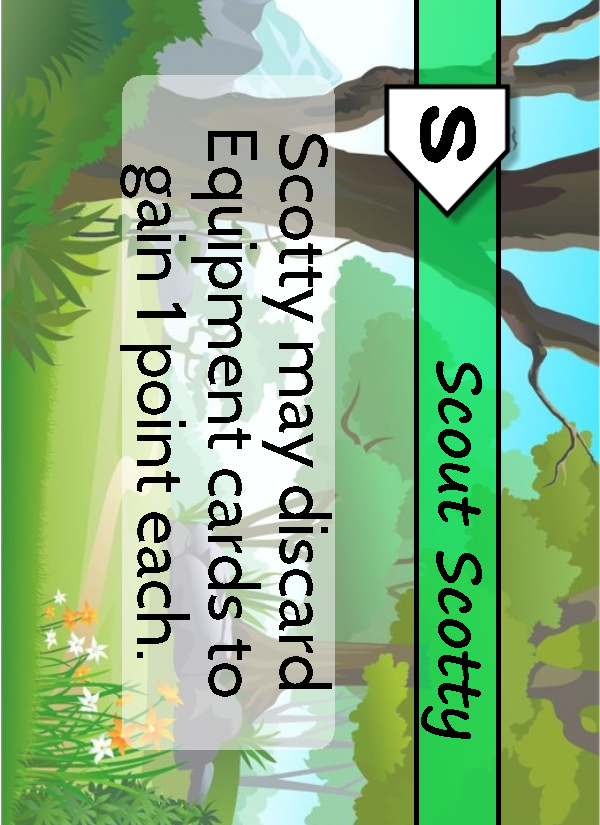 S
Scout Scotty
Scotty may discard
Equipment cards to
gain 1 point each.